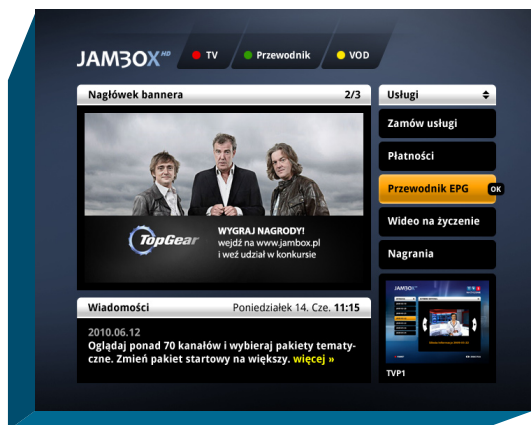 JAMBOX HD
TV
Przewodnik
VOD
Nagłówek bannera 2/3
WYGRAJ NAGRODY!
wejdź na www.jambox.pl
i weź udział w konkursie
TopGear
Wiadomości Poniedziałek 14. Cze. 11:15
2010.06.12
Oglądaj ponad 70 kanałów i wybieraj pakiety tematy-
czne. Zmień pakiet startowy na większy. więcej »
Usługi
Zamów usługi
Płatności
Przewodnik EPG OK
Wideo na życzenie
Nagrania
JAMBOX
TVP1